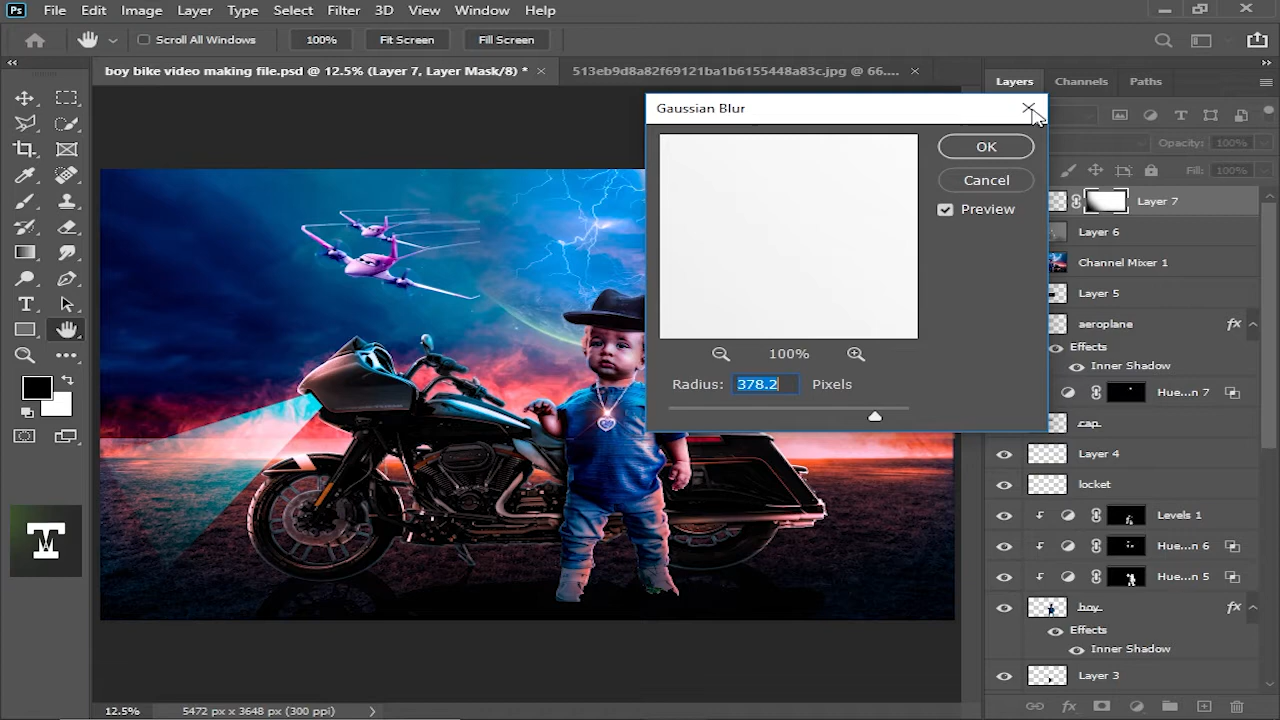 Ps File Edit Image Layer Type Select Filter 3D View Window Help
Scroll All Windows 100% Fit Screen Fill Screen
boy bike video making file.psd @ 12.5% (Layer 7, Layer Mask/8) * 513eb9d8a82f69121ba1b6155448a83c.jpg @ 66....
Layers Channels Paths
Gaussian Blur
OK
Cancel
Preview
100%
Radius: 378.2 Pixels
Opacity: 100%
Fill: 100%
Layer 7
Layer 6
Channel Mixer 1
Layer 5
aeroplane fx
Effects
Inner Shadow
Hue...n 7
cap
Layer 4
locket
Levels 1
Hue...n 6
Hue...n 5
boy fx
Effects
Inner Shadow
Layer 3
fx
12.5% 5472 px x 3648 px (300 ppi)